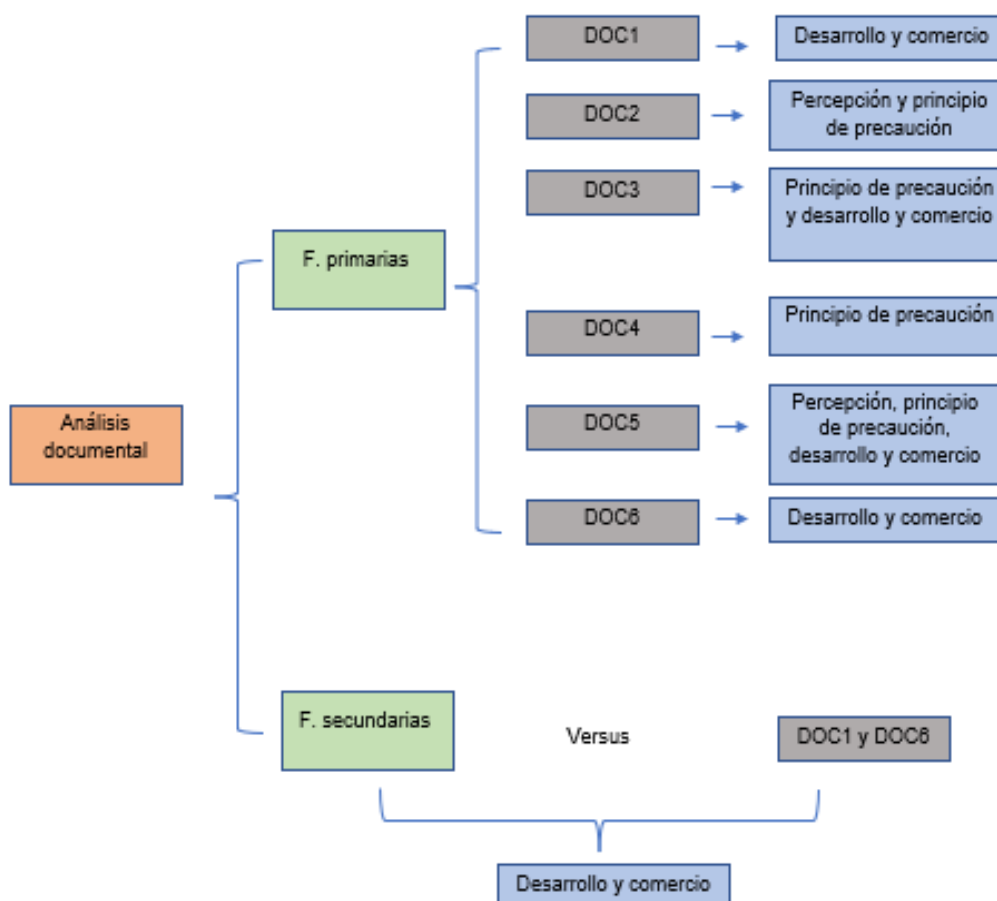 DOC1
Desarrollo y comercio
DOC2
Percepción y principio
de precaución
DOC3
Principio de precaución
y desarrollo y comercio
F. primarias
DOC4
Principio de precaución
Análisis
documental
DOC5
Percepción, principio
de precaución,
desarrollo y comercio
DOC6
Desarrollo y comercio
F. secundarias
Versus
DOC1 y DOC6
Desarrollo y comercio